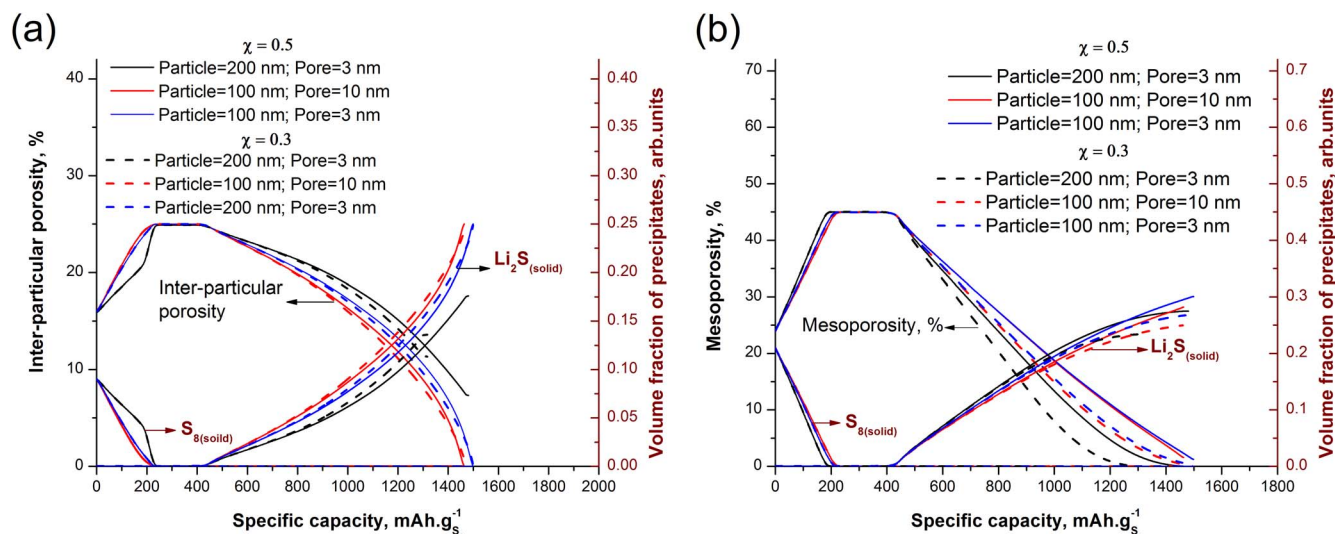 (a)
χ = 0.5
Particle=200 nm; Pore=3 nm
Particle=100 nm; Pore=10 nm
Particle=100 nm; Pore=3 nm
χ = 0.3
Particle=200 nm; Pore=3 nm
Particle=100 nm; Pore=10 nm
Particle=200 nm; Pore=3 nm
Inter-particular porosity, %
40
30
20
10
0
Inter-particular
porosity
Li2S(solid)
S8(soild)
0.40
0.35
0.30
0.25
0.20
0.15
0.10
0.05
0.00
Volume fraction of precipitates, arb.units
0 200 400 600 800 1000 1200 1400 1600 1800 2000
Specific capacity, mAh.gS-1
(b)
χ = 0.5
Particle=200 nm; Pore=3 nm
Particle=100 nm; Pore=10 nm
Particle=100 nm; Pore=3 nm
χ = 0.3
Particle=200 nm; Pore=3 nm
Particle=100 nm; Pore=10 nm
Particle=100 nm; Pore=3 nm
Mesoporosity, %
70
60
50
40
30
20
10
0
Mesoporosity, %
Li2S(solid)
S8(solid)
0.7
0.6
0.5
0.4
0.3
0.2
0.1
0.0
Volume fraction of precipitates, arb.units
0 200 400 600 800 1000 1200 1400 1600 1800
Specific capacity, mAh.gS-1